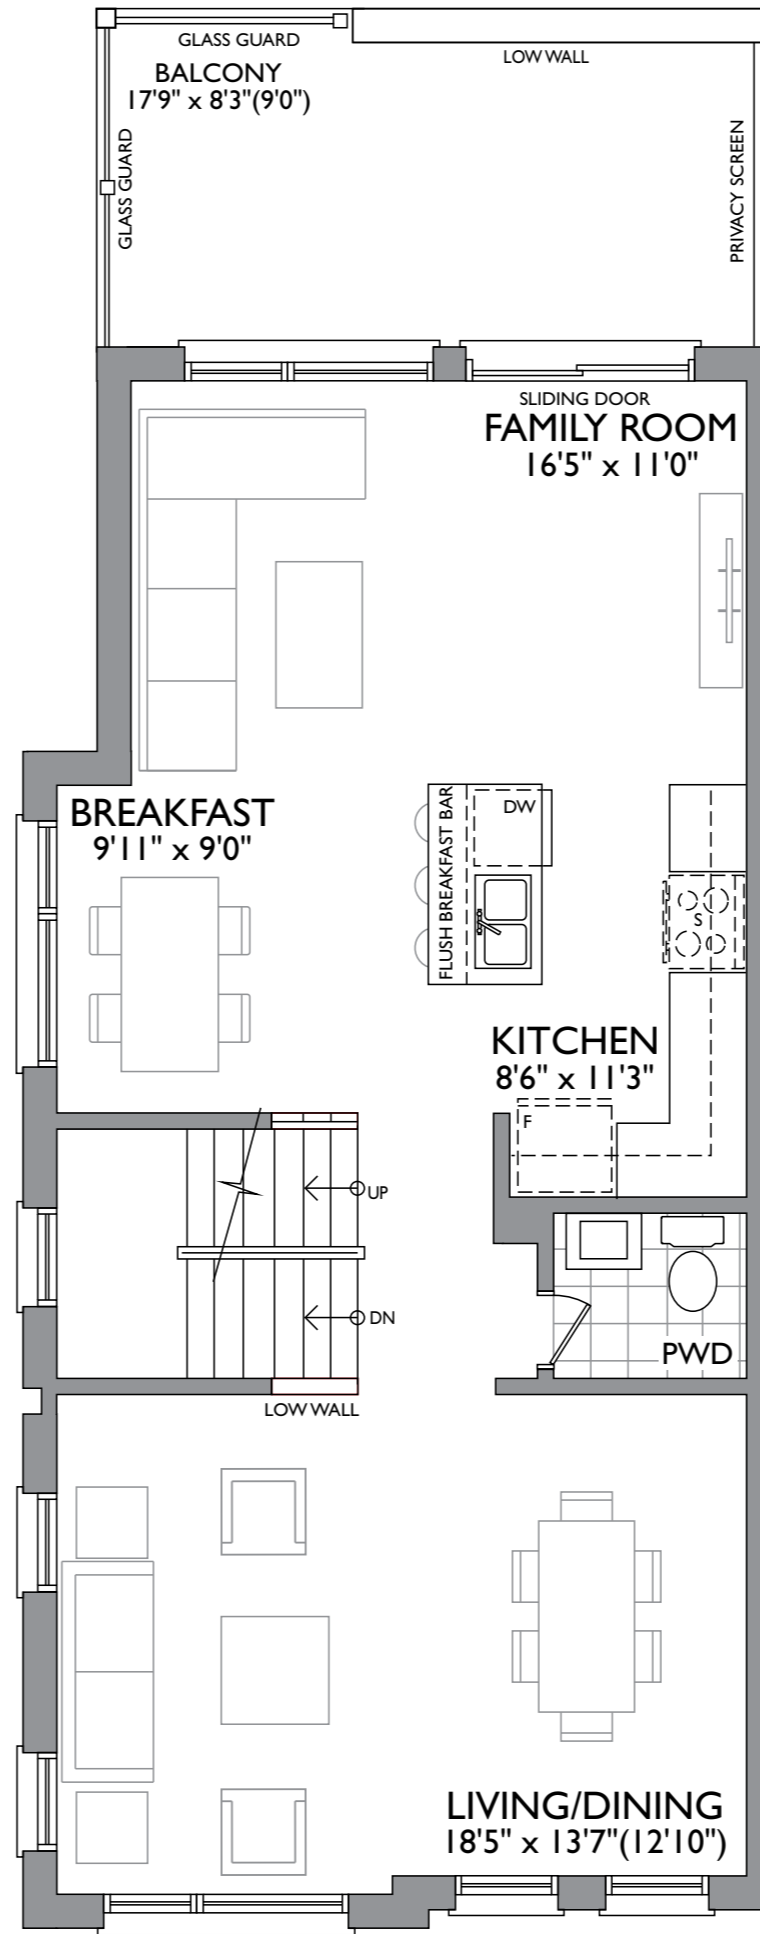 GLASS GUARD
LOW WALL
BALCONY
17'9" x 8'3"(9'0")
GLASS GUARD
PRIVACY SCREEN
SLIDING DOOR
FAMILY ROOM
16'5" x 11'0"
BREAKFAST
9'11" x 9'0"
FLUSH BREAKFAST BAR
DW
S
KITCHEN
8'6" x 11'3"
F
UP
DN
PWD
LOW WALL
LIVING/DINING
18'5" x 13'7"(12'10")